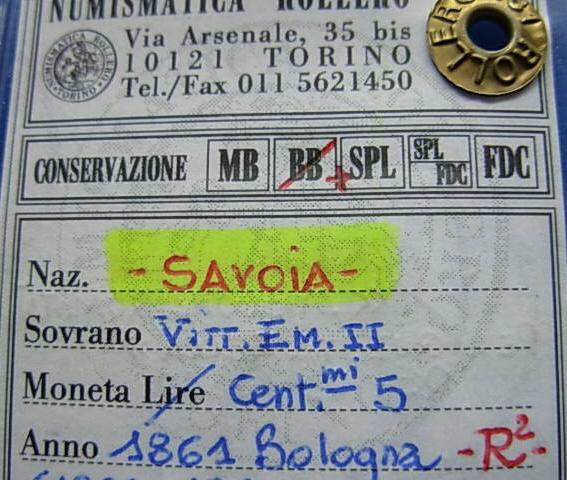 NUMISMATICA ROLLERO
Via Arsenale, 35 bis
10121 TORINO
Tel./Fax 011 5621450
CONSERVAZIONE MB BB + SPL SPL FDC FDC
Naz. - SAVOIA -
Sovrano Vitt. Em. II
Moneta Lire Cent.mi 5
Anno 1861 Bologna - R2 -